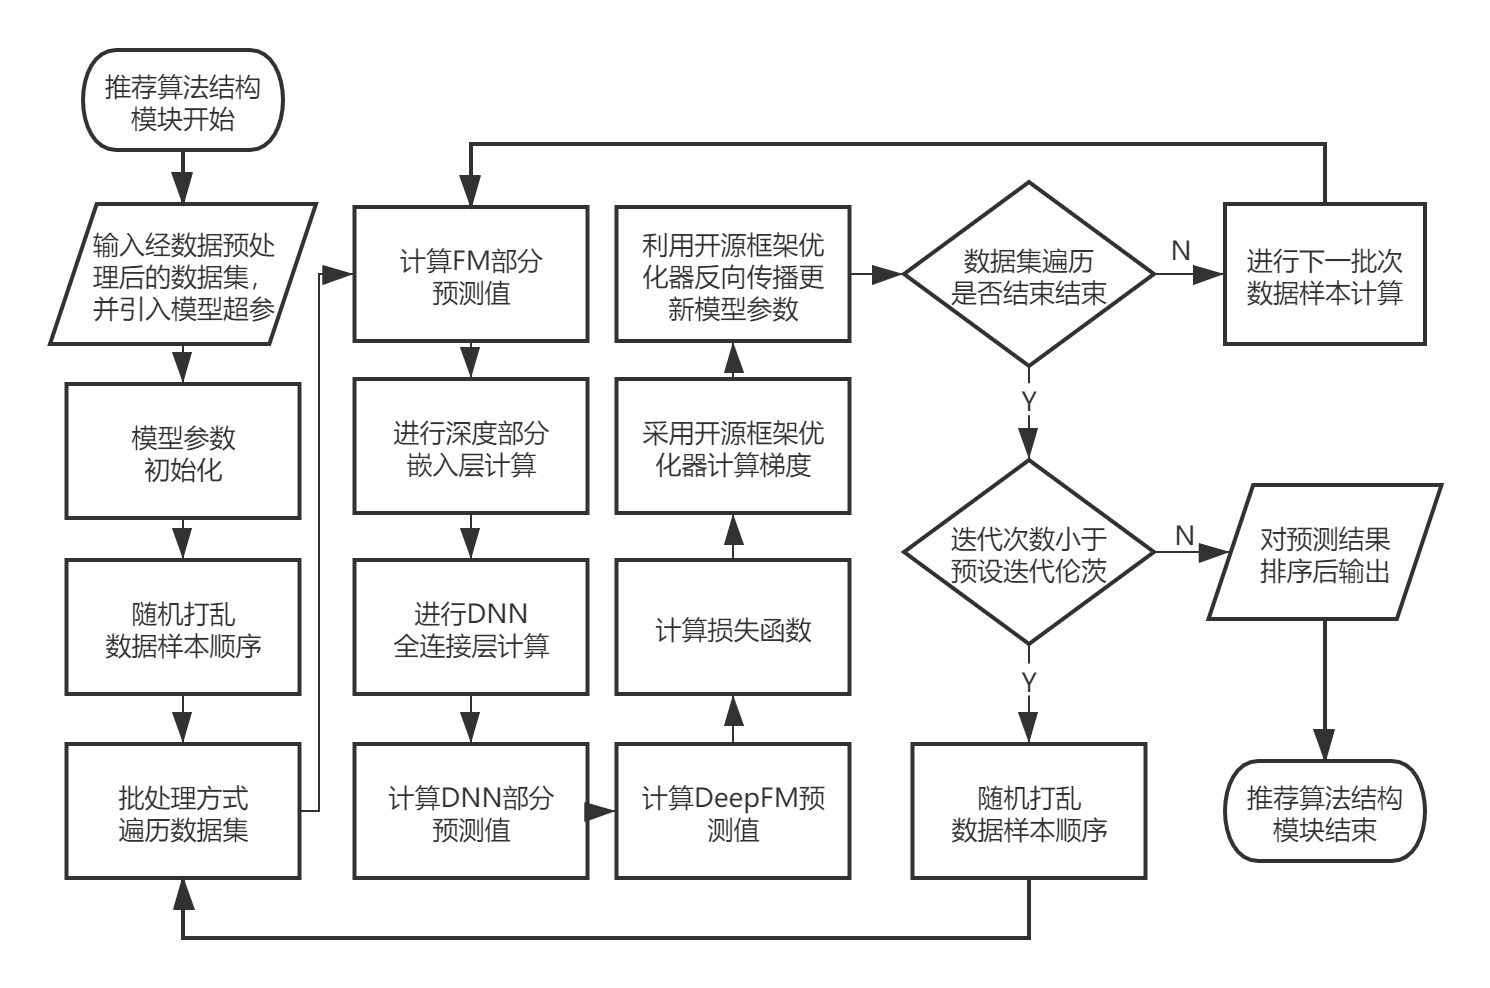 推荐算法结构
模块开始
输入经数据预处
理后的数据集，
并引入模型超参
模型参数
初始化
随机打乱
数据样本顺序
批处理方式
遍历数据集
计算FM部分
预测值
进行深度部分
嵌入层计算
进行DNN
全连接层计算
计算DNN部分
预测值
计算DeepFM预
测值
计算损失函数
采用开源框架优
化器计算梯度
利用开源框架优
化器反向传播更
新模型参数
数据集遍历
是否结束结束
N
进行下一批次
数据样本计算
Y
迭代次数小于
预设迭代伦茨
N
对预测结果
排序后输出
Y
随机打乱
数据样本顺序
推荐算法结构
模块结束